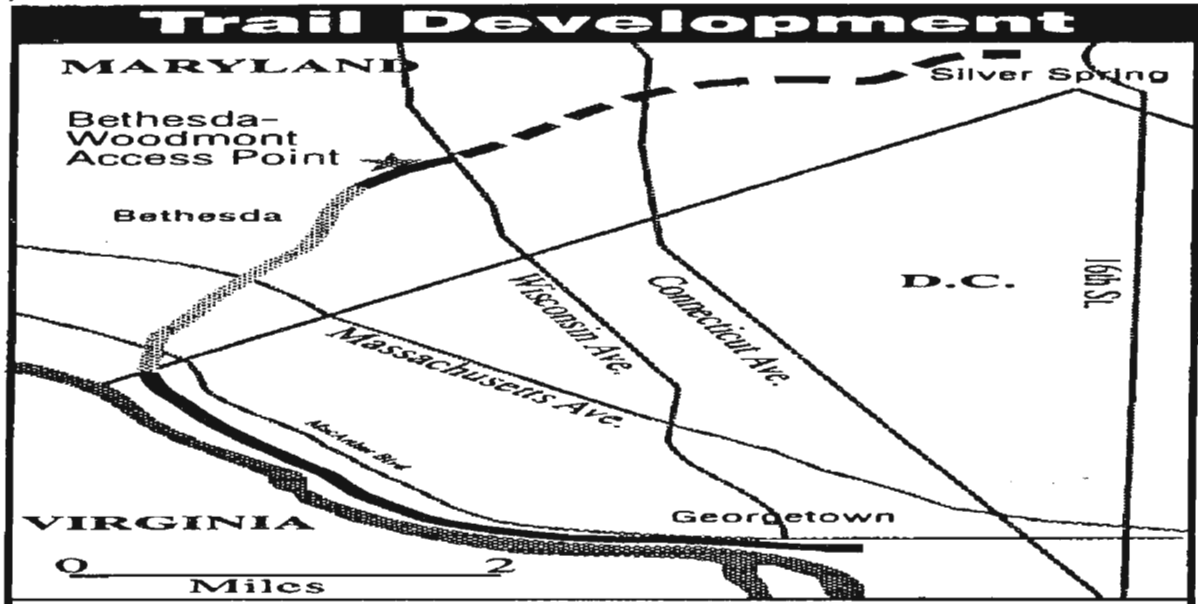 Trail Development
MARYLAND
Silver Spring
Bethesda-
Woodmont
Access Point
Bethesda
D.C.
16th St.
Wisconsin Ave.
Connecticut Ave.
Massachusetts Ave.
MacArthur Blvd
VIRGINIA
Georgetown
0 2
Miles